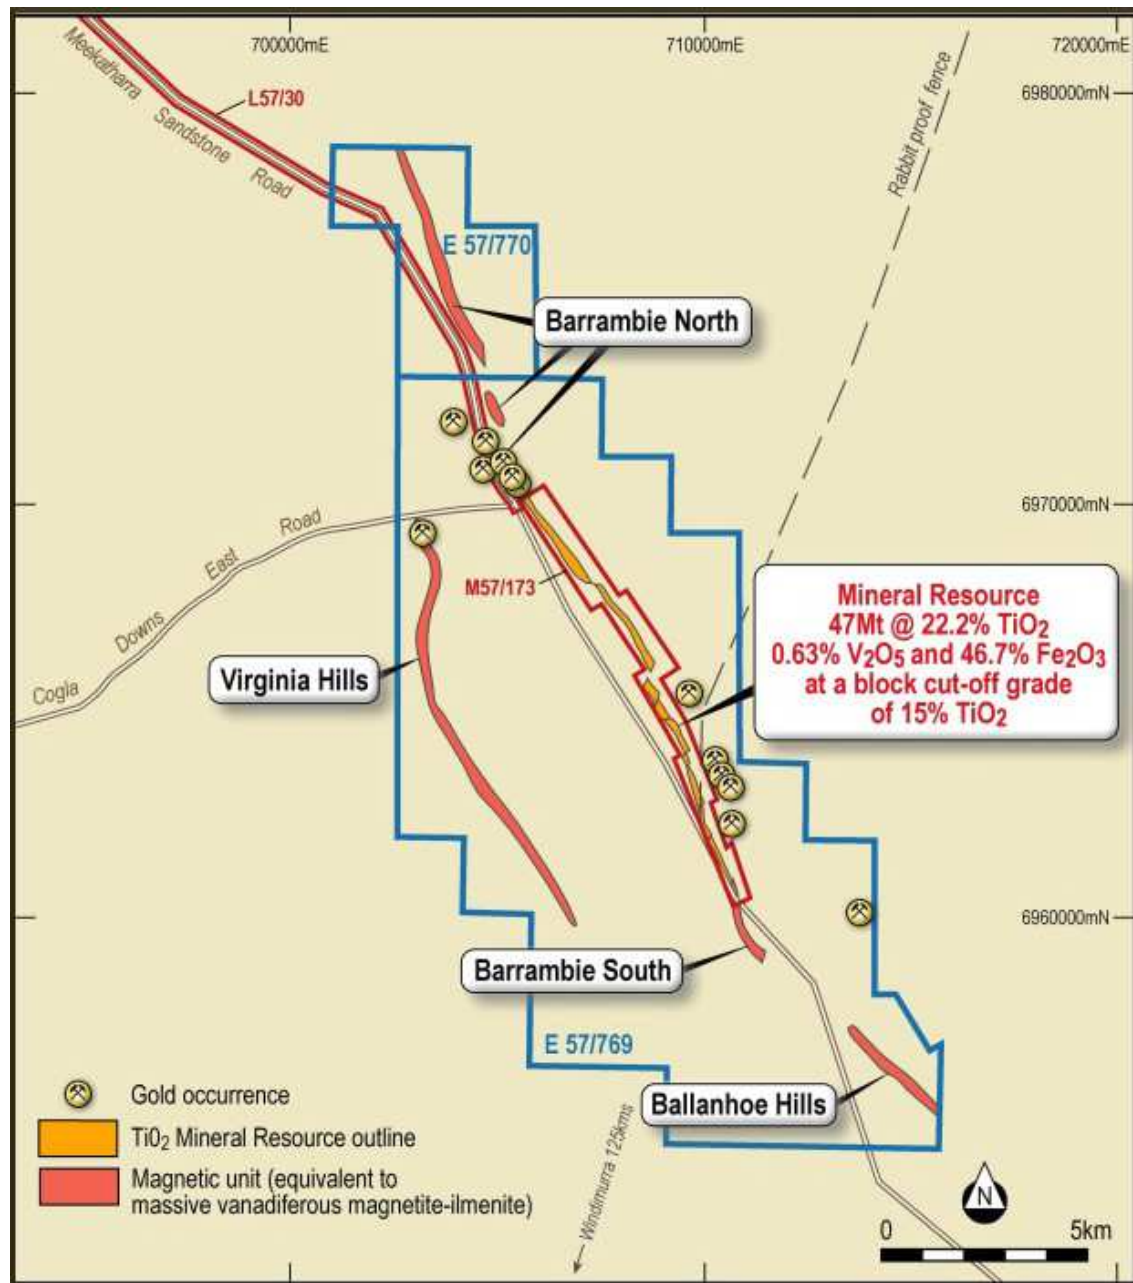 700000mE
710000mE
720000mE
6980000mN
Meekatharra Sandstone Road
L57/30
Rabbit proof fence
E 57/770
Barrambie North
6970000mN
Cogla Downs East Road
M57/173
Mineral Resource
47Mt @ 22.2% TiO₂
0.63% V₂O₅ and 46.7% Fe₂O₃
at a block cut-off grade
of 15% TiO₂
Virginia Hills
6960000mN
Barrambie South
E 57/769
Ballanhoe Hills
Gold occurrence
Ti0₂ Mineral Resource outline
Magnetic unit (equivalent to
massive vanadiferous magnetite-ilmenite)
Windimurra 125kms
N
0
5km